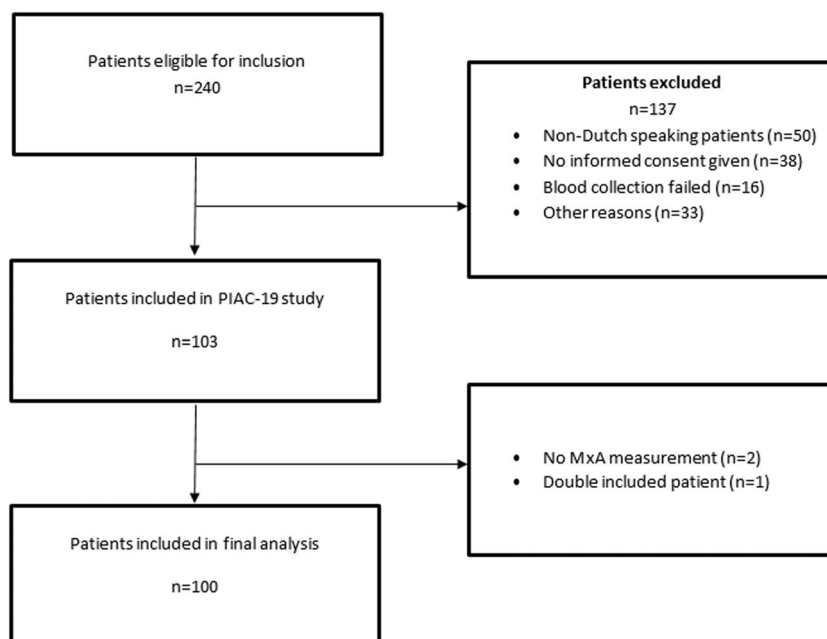 Patients eligible for inclusion
n=240
Patients excluded
n=137
• Non-Dutch speaking patients (n=50)
• No informed consent given (n=38)
• Blood collection failed (n=16)
• Other reasons (n=33)
Patients included in PIAC-19 study
n=103
• No MxA measurement (n=2)
• Double included patient (n=1)
Patients included in final analysis
n=100